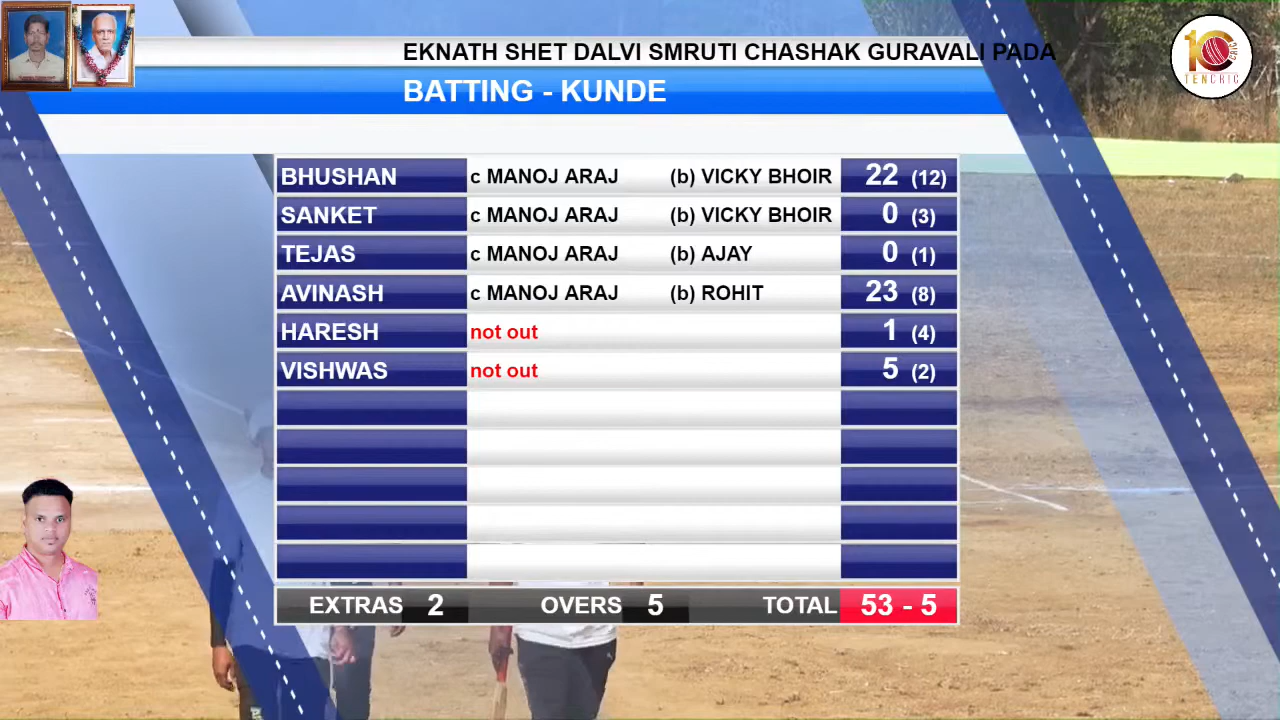 EKNATH SHET DALVI SMRUTI CHASHAK GURAVALI PADA
BATTING - KUNDE
BHUSHAN c MANOJ ARAJ (b) VICKY BHOIR 22 (12)
SANKET c MANOJ ARAJ (b) VICKY BHOIR 0 (3)
TEJAS c MANOJ ARAJ (b) AJAY 0 (1)
AVINASH c MANOJ ARAJ (b) ROHIT 23 (8)
HARESH not out 1 (4)
VISHWAS not out 5 (2)
EXTRAS 2 OVERS 5 TOTAL 53 - 5
10
CRIC
TENCRIC